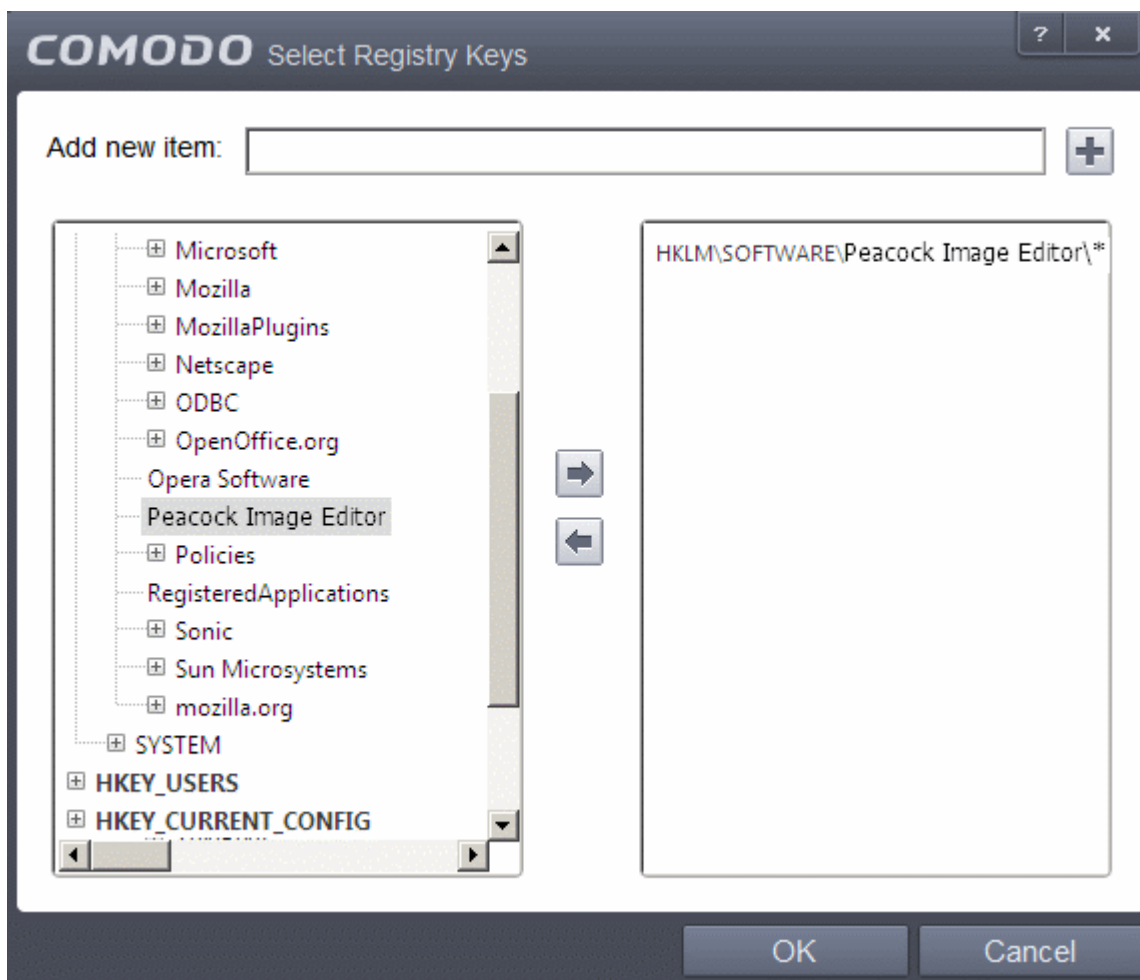 COMODO Select Registry Keys
? x
Add new item:
Microsoft
Mozilla
MozillaPlugins
Netscape
ODBC
OpenOffice.org
Opera Software
Peacock Image Editor
Policies
RegisteredApplications
Sonic
Sun Microsystems
mozilla.org
SYSTEM
HKEY_USERS
HKEY_CURRENT_CONFIG
HKLM\SOFTWARE\Peacock Image Editor\*
OK
Cancel